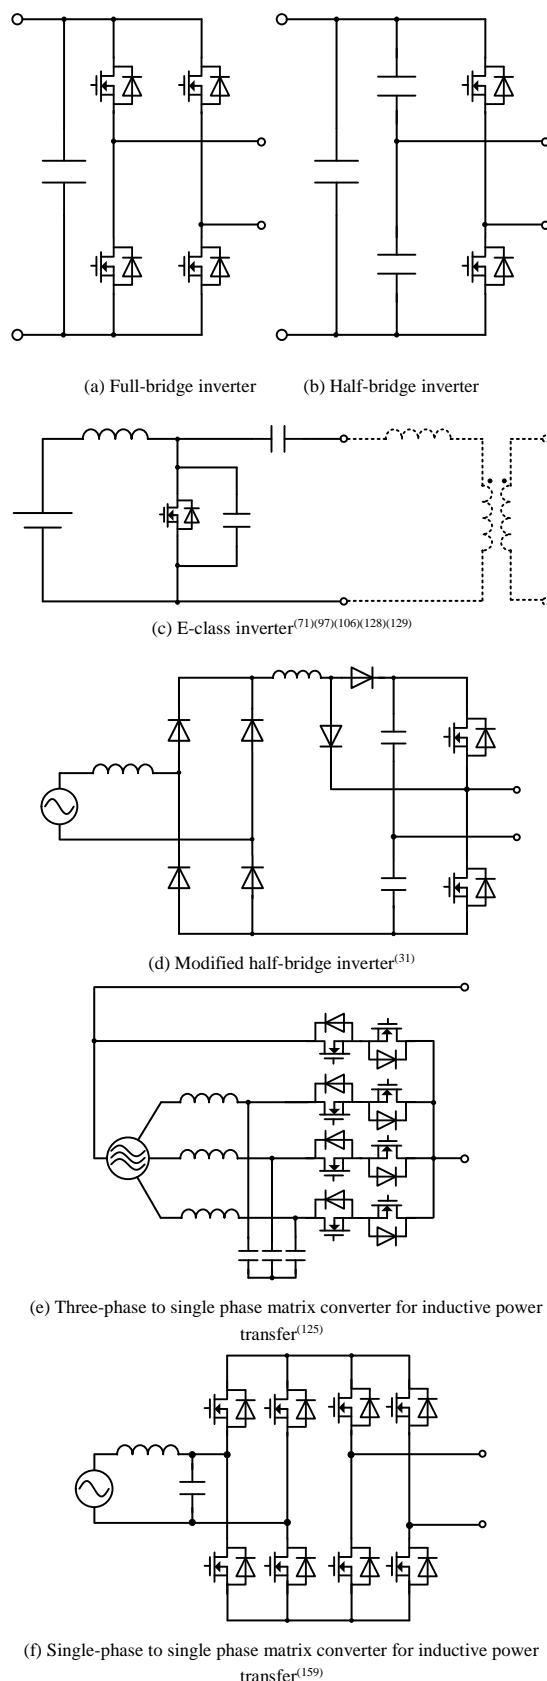 (a) Full-bridge inverter
(b) Half-bridge inverter
(c) E-class inverter(71)(97)(106)(128)(129)
(d) Modified half-bridge inverter(31)
(e) Three-phase to single phase matrix converter for inductive power
transfer(125)
(f) Single-phase to single phase matrix converter for inductive power
transfer(159)